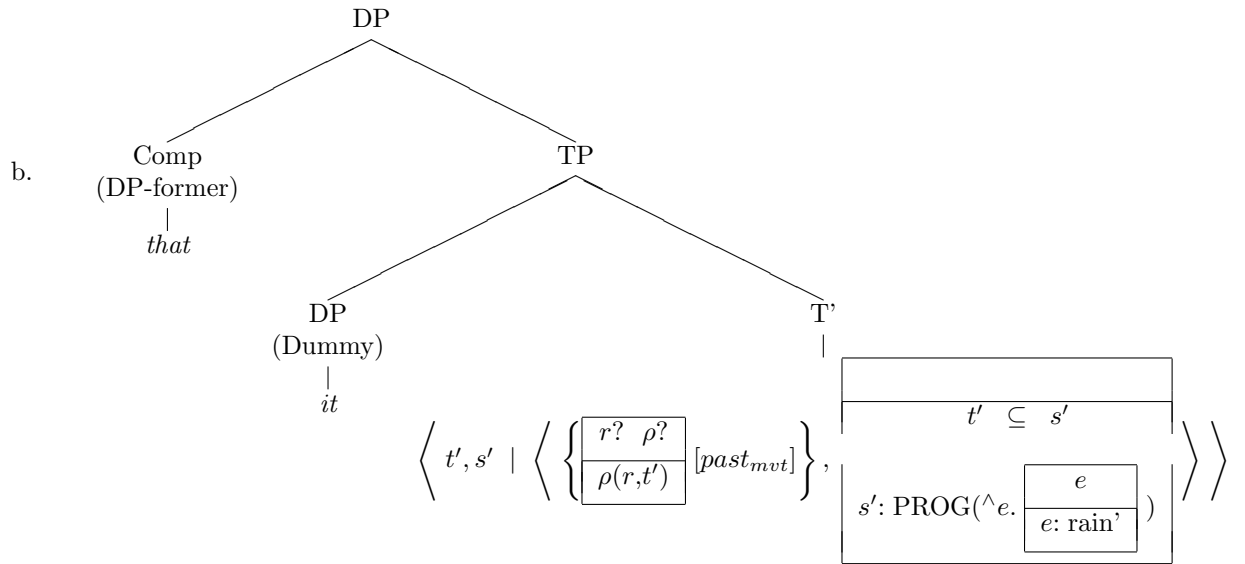 DP
b.
Comp
(DP-former)
that
TP
DP
(Dummy)
it
T’
⟨ t′, s′ | ⟨ { r? ρ?
ρ(r,t′) [past_mvt] } ,
t′ ⊆ s′
s′: PROG(^e. e
e: rain’ ) ⟩ ⟩